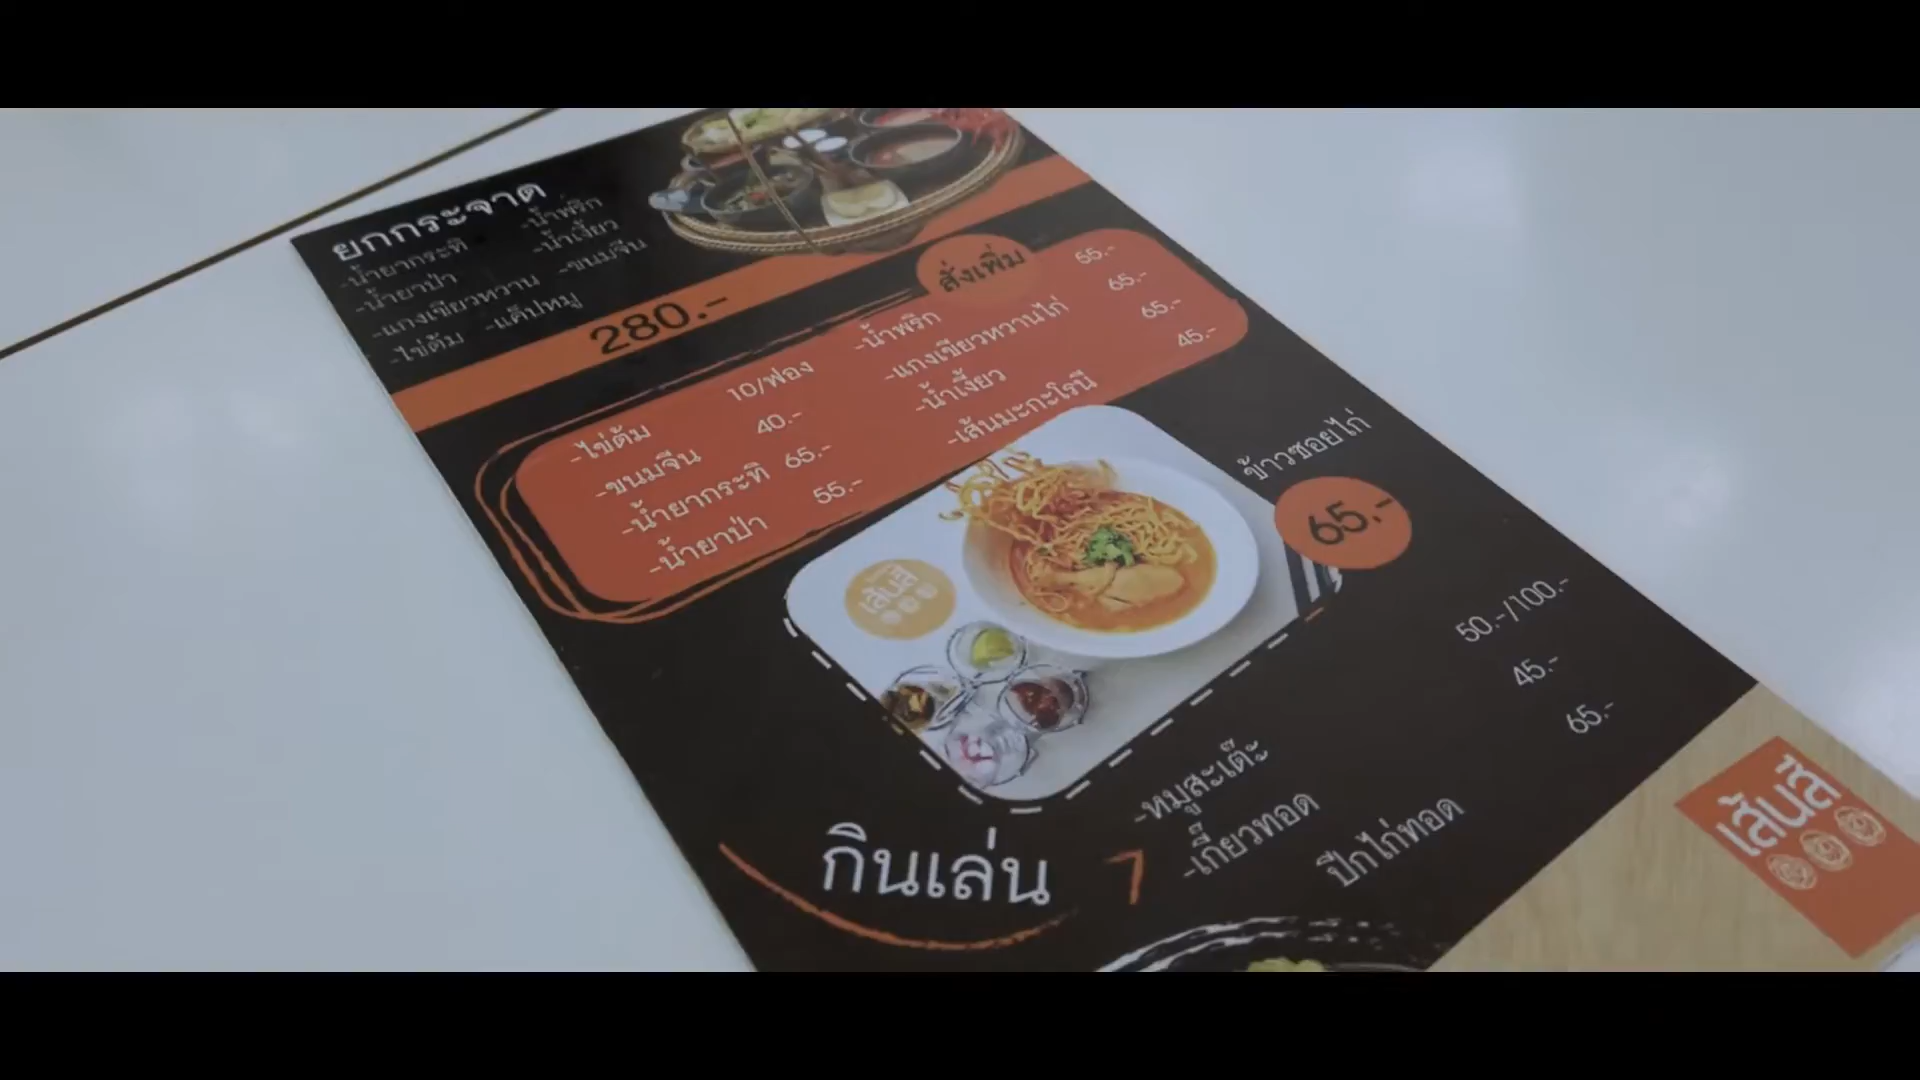 ยกกระจาด
-น้ำยากระทิ -น้ำพริก
-น้ำยาป่า -น้ำเงี้ยว
-แกงเขียวหวาน -ขนมจีน
-ไข่ต้ม -แค็ปหมู
280.-
สั่งเพิ่ม
-ไข่ต้ม 10/ฟอง
-ขนมจีน 40.-
-น้ำยากระทิ 65.-
-น้ำยาป่า 55.-
-น้ำพริก 55.-
-แกงเขียวหวานไก่ 65.-
-น้ำเงี้ยว 65.-
-เส้นมะกะโรนี 45.-
ข้าวซอยไก่
65.-
เส้นสี
กินเล่น
-หมูสะเต๊ะ 50.-/100.-
-เกี๊ยวทอด 45.-
ปีกไก่ทอด 65.-
เส้นสี